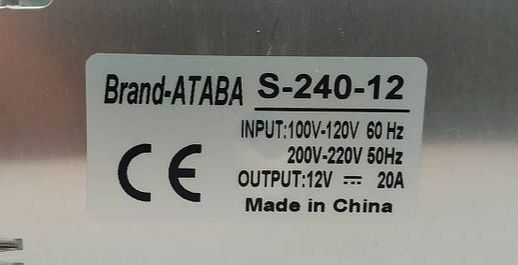 Brand-ATABA S-240-12
INPUT:100V-120V 60 Hz
200V-220V 50Hz
CE OUTPUT:12V ⎓ 20A
Made in China